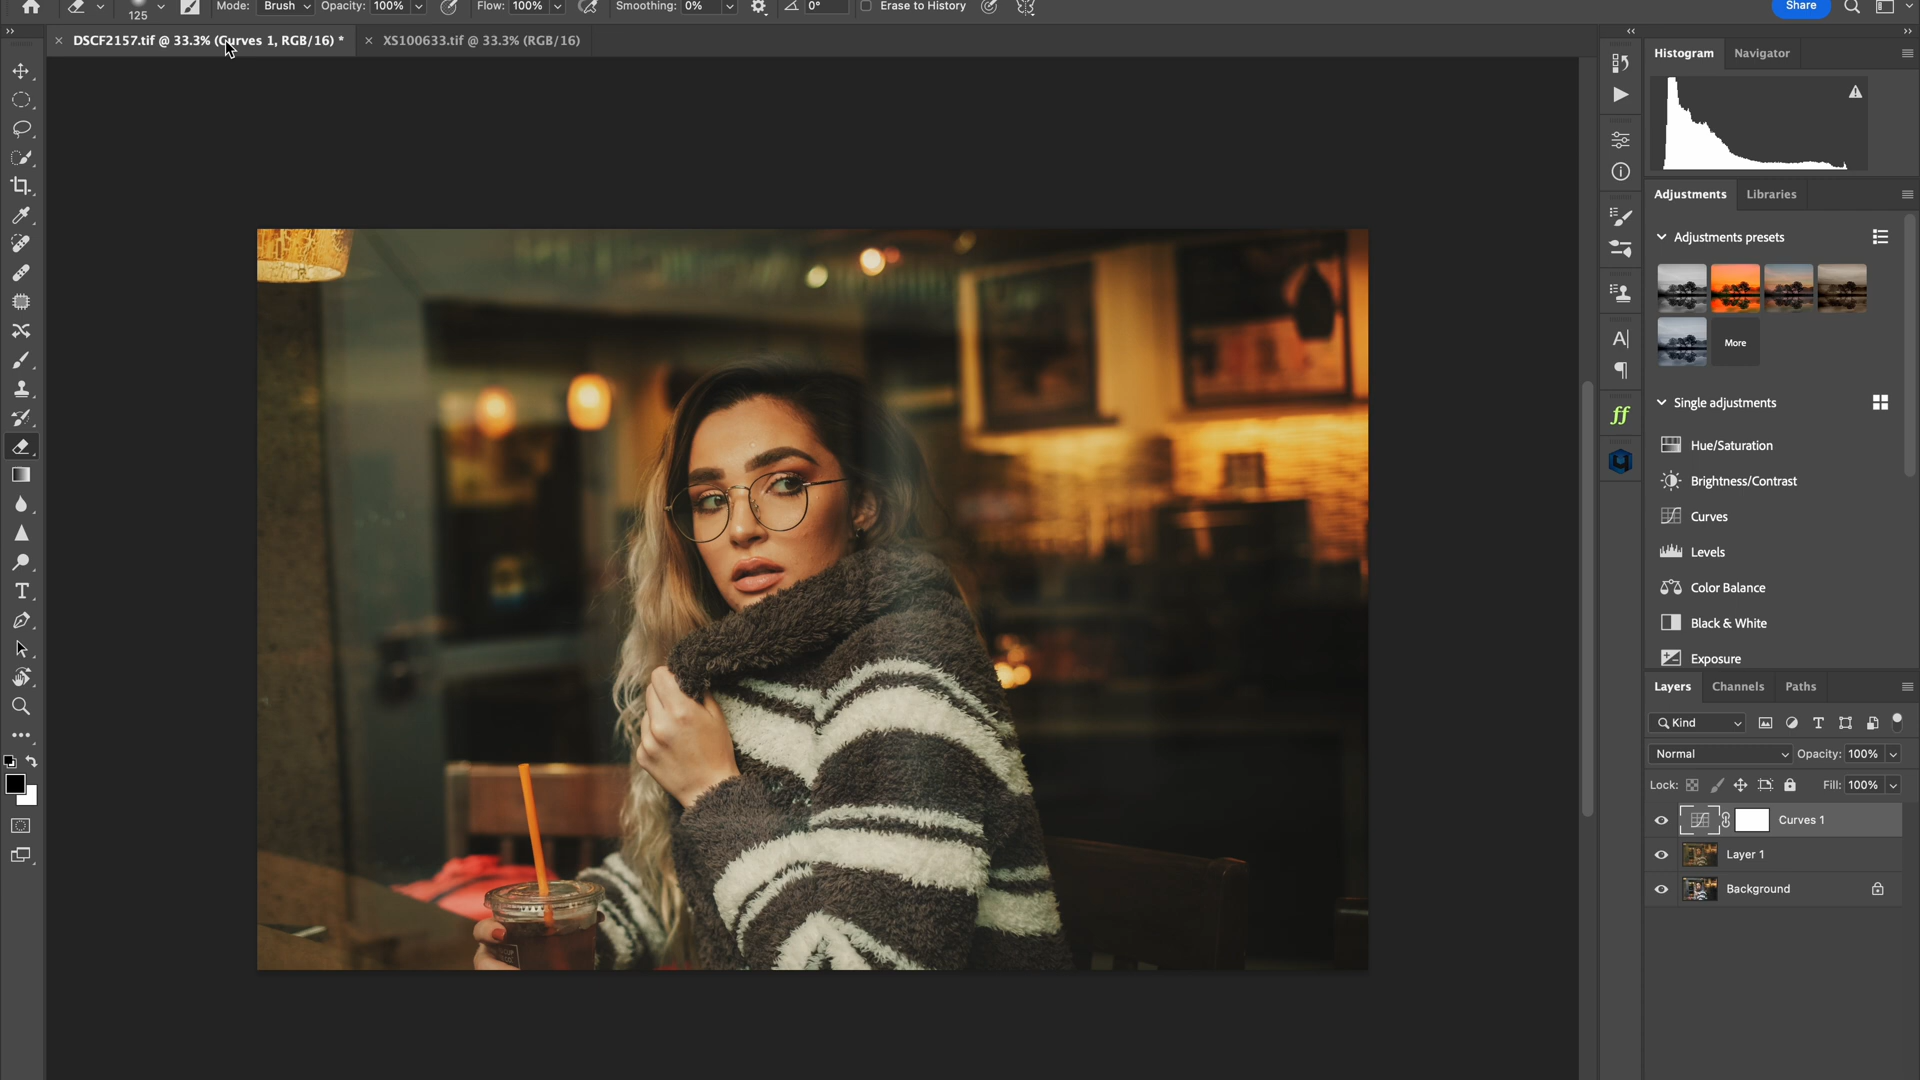 125
Mode: Brush Opacity: 100% Flow: 100% Smoothing: 0% 0° Erase to History Share
DSCF2157.tif @ 33.3% (Curves 1, RGB/16) * XS100633.tif @ 33.3% (RGB/16)
Histogram Navigator
Adjustments Libraries
Adjustments presets
More
Single adjustments
Hue/Saturation
Brightness/Contrast
Curves
Levels
Color Balance
Black & White
Exposure
Layers Channels Paths
Kind
Normal Opacity: 100%
Lock: Fill: 100%
Curves 1
Layer 1
Background